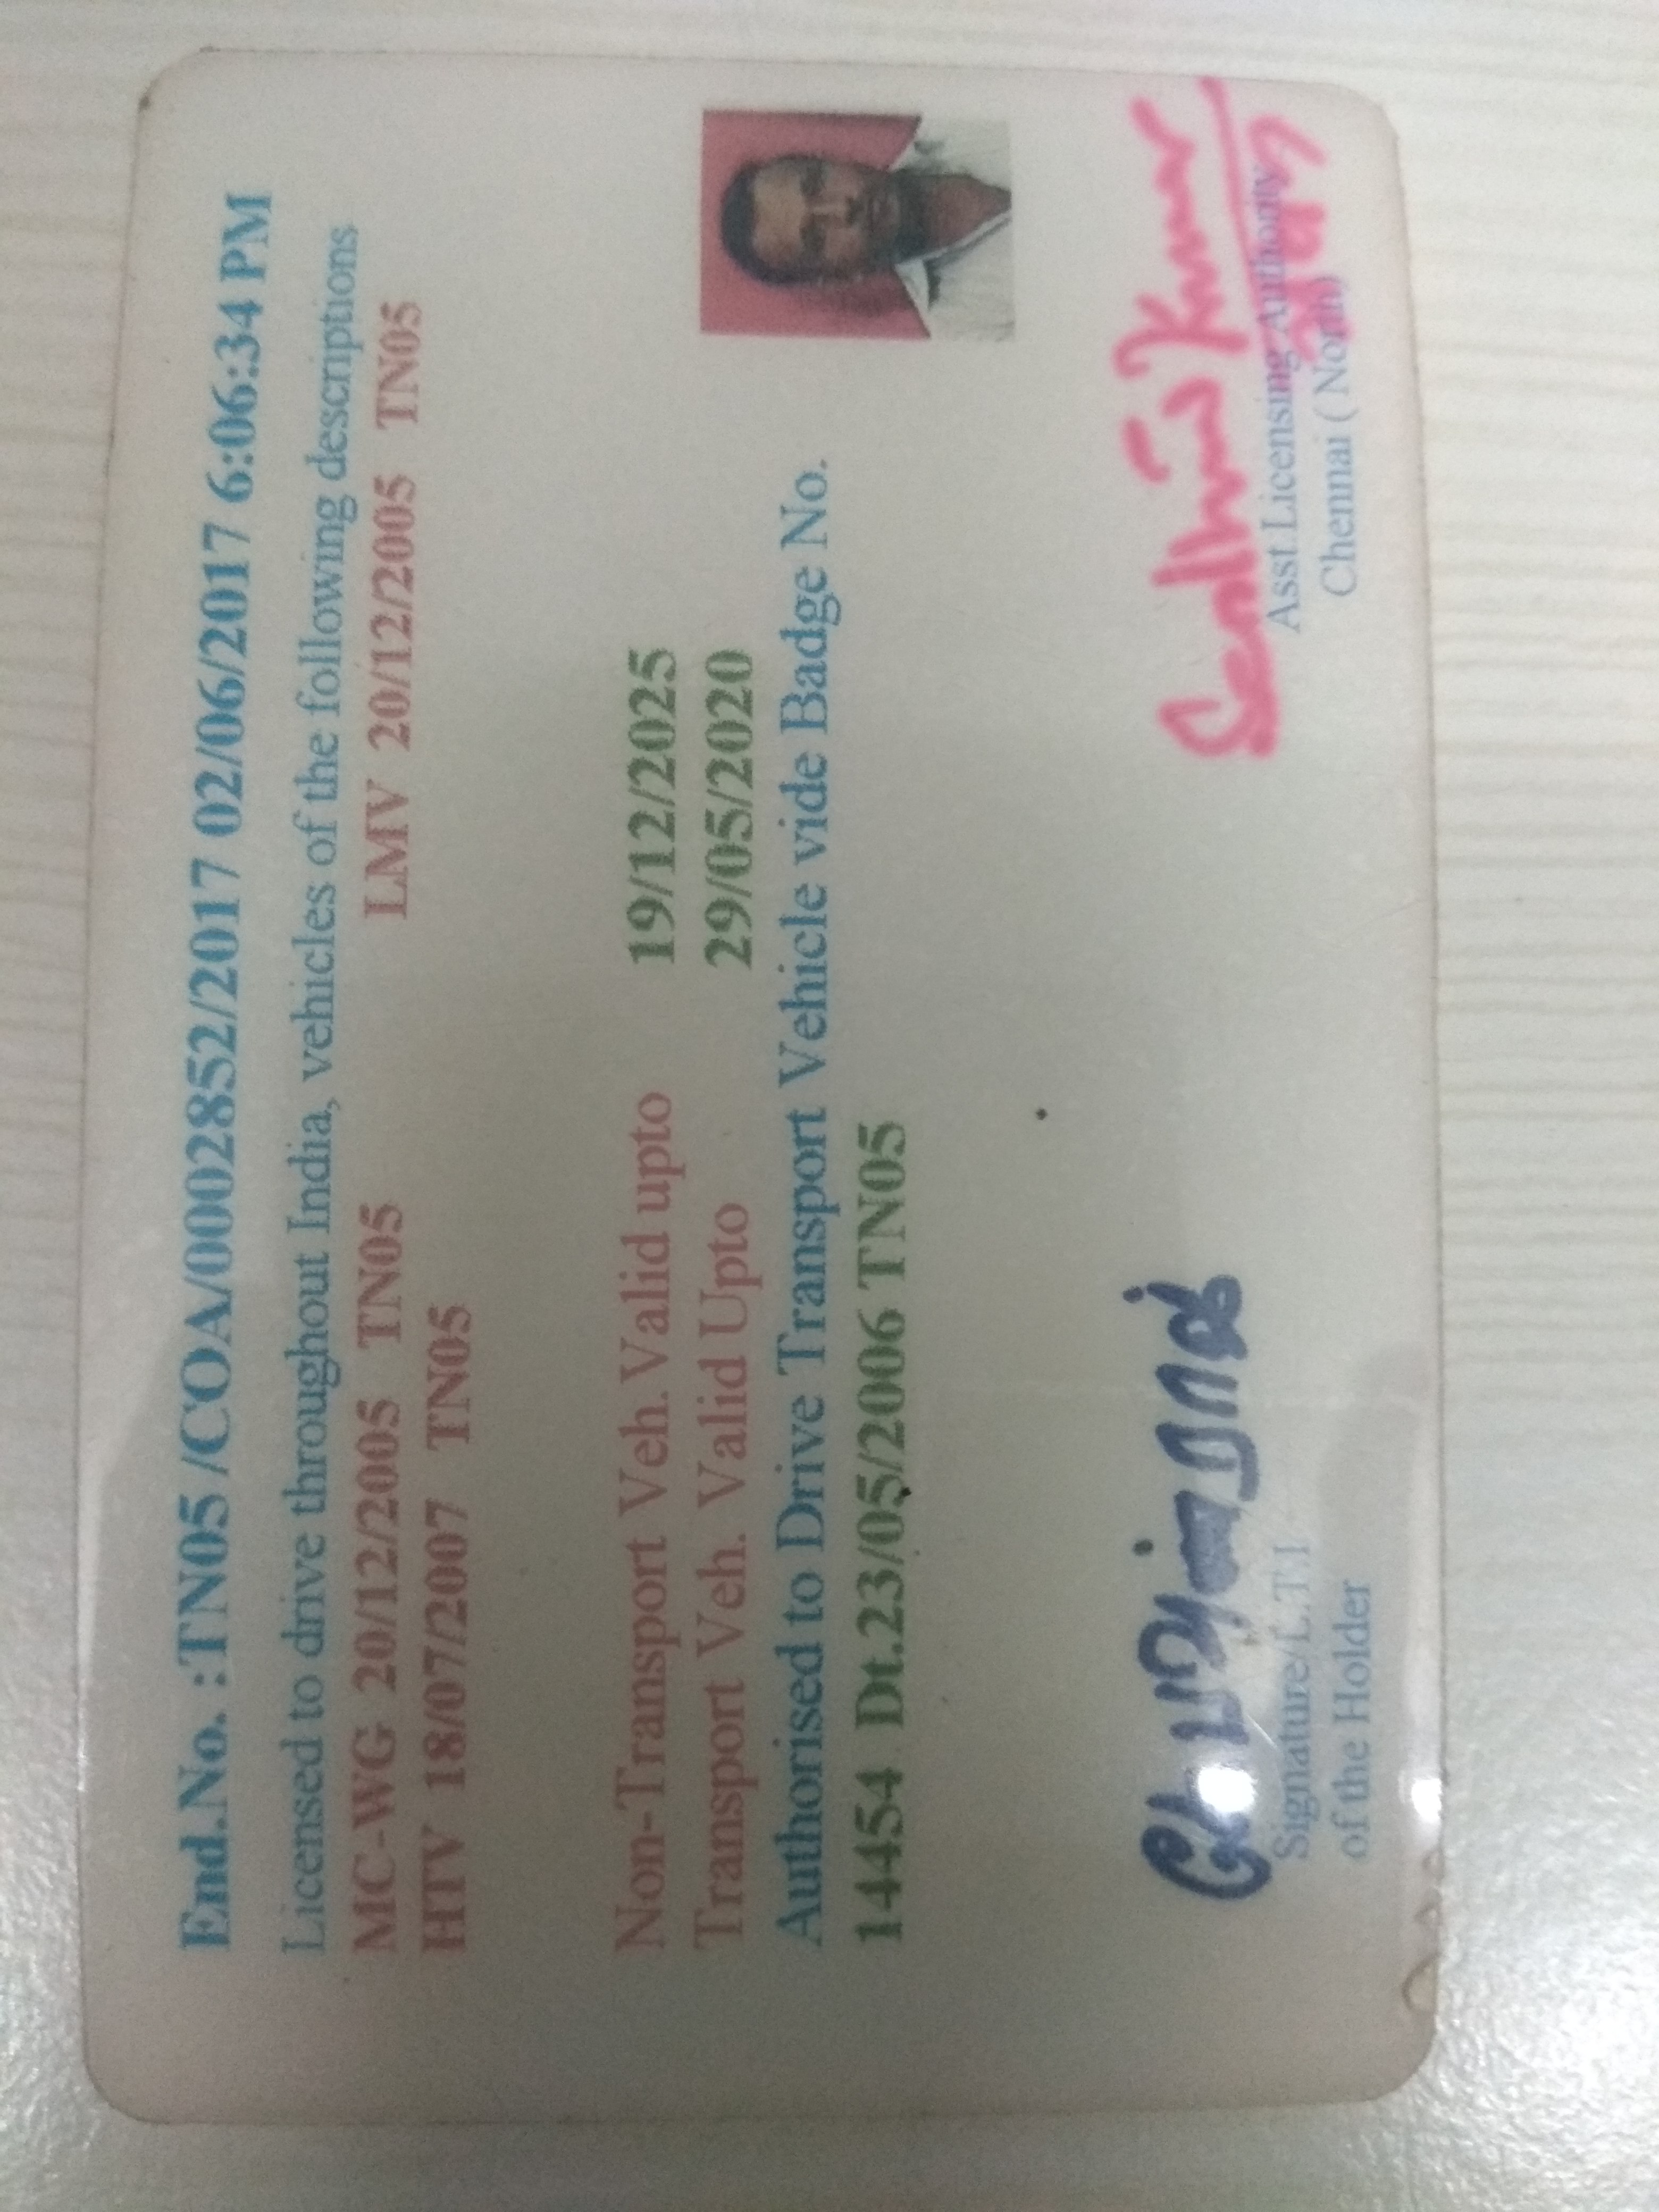 End.No. :TN05 /COA/0002852/2017 02/06/2017 6:06:34 PM
Licensed to drive throughout India, vehicles of the following descriptions
MC-WG 20/12/2005 TN05 LMV 20/12/2005 TN05
HTV 18/07/2007 TN05
Non-Transport Veh. Valid upto 19/12/2025
Transport Veh. Valid Upto 29/05/2020
Authorised to Drive Transport Vehicle vide Badge No.
14454 Dt.23/05/2006 TN05
Signature/L.T.I
of the Holder
Asst.Licensing Authority
Chennai ( North)